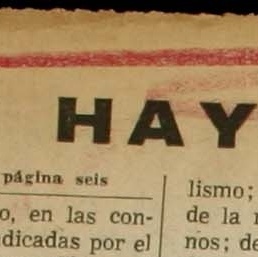 HAY
página seis
o, en las con-
dicadas por el
lismo;
de la
nos; de